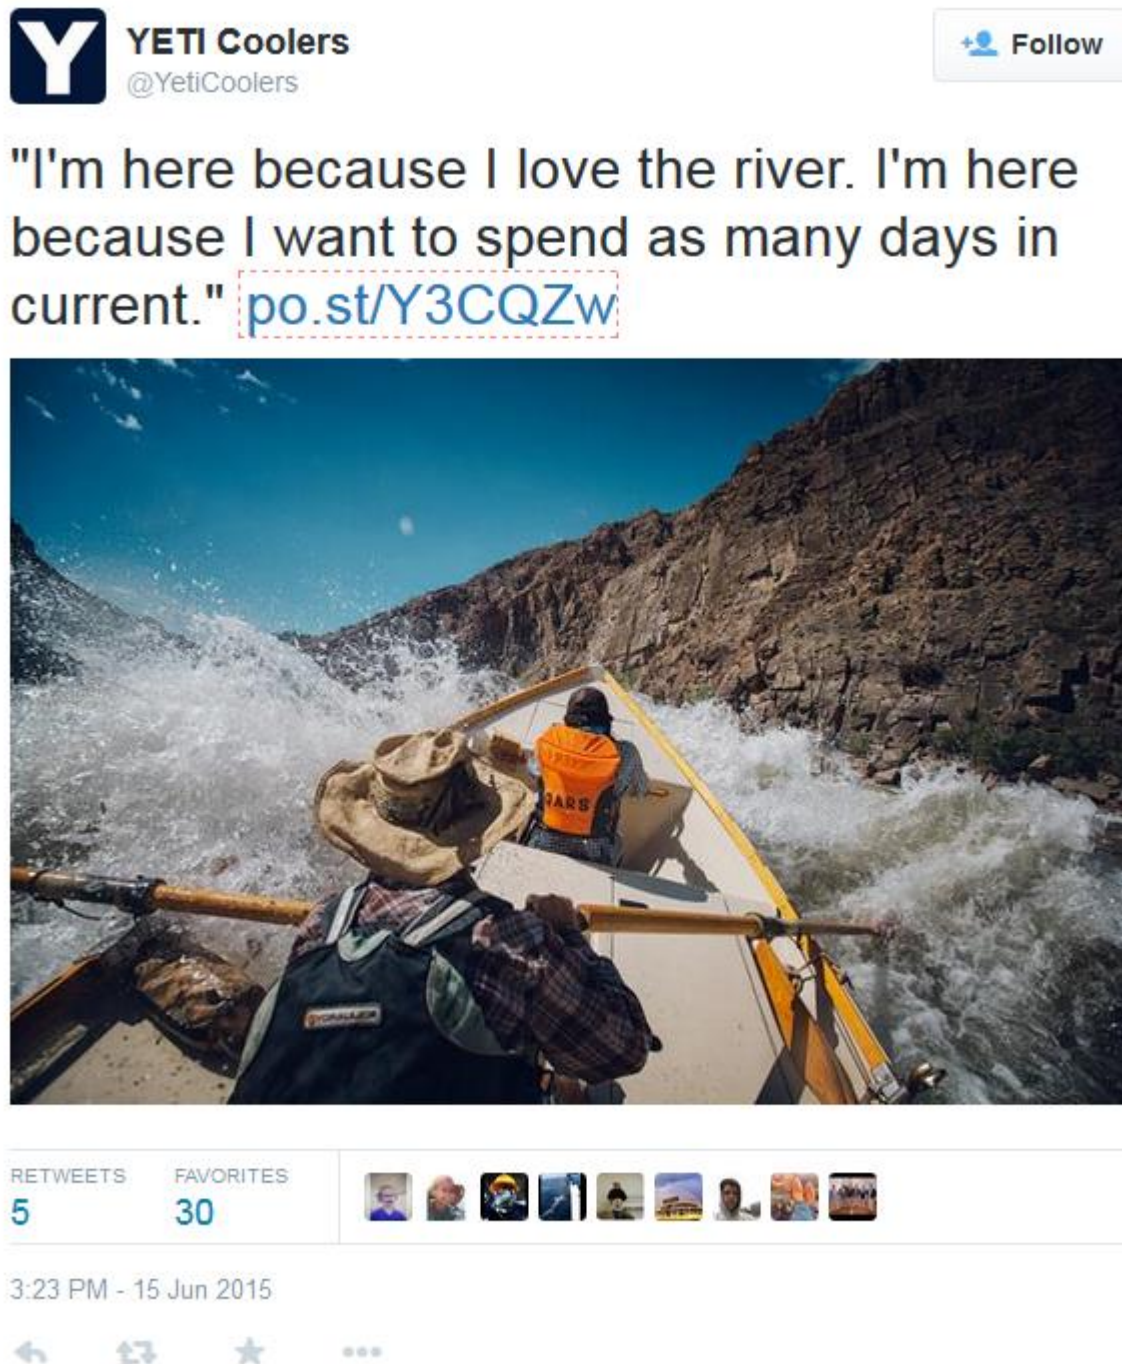 Y
YETI Coolers
@YetiCoolers
Follow
"I'm here because I love the river. I'm here
because I want to spend as many days in
current." po.st/Y3CQZw
OARS
RETWEETS FAVORITES
5 30
3:23 PM - 15 Jun 2015